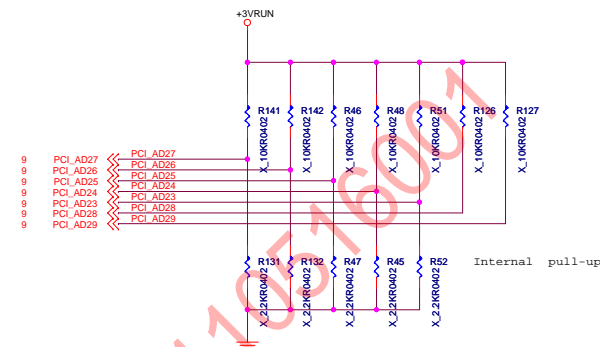 +3VRUN
R141 R142 R46 R48 R51 R126 R127
X_10KR0402 X_10KR0402 X_10KR0402 X_10KR0402 X_10KR0402 X_10KR0402 X_10KR0402
9 PCI_AD27 PCI_AD27
9 PCI_AD26 PCI_AD26
9 PCI_AD25 PCI_AD25
9 PCI_AD24 PCI_AD24
9 PCI_AD23 PCI_AD23
9 PCI_AD28 PCI_AD28
9 PCI_AD29 PCI_AD29
R131 R132 R47 R45 R52
X_2.2KR0402 X_2.2KR0402 X_2.2KR0402 X_2.2KR0402 X_2.2KR0402
Internal pull-up
110516001